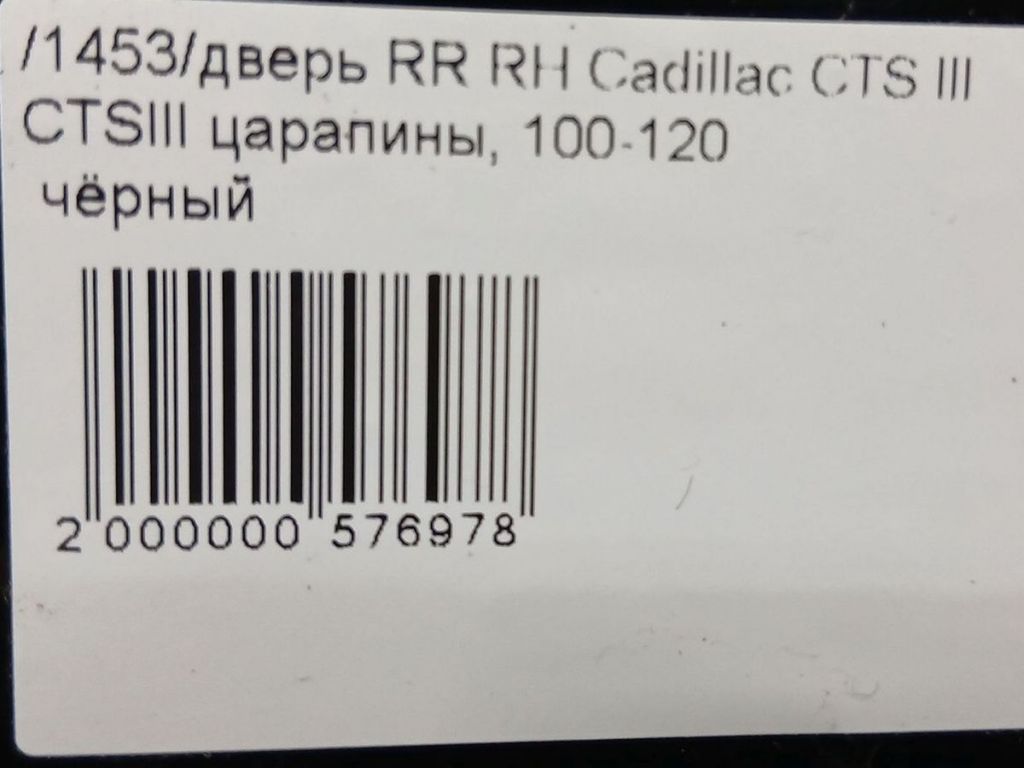 /1453/дверь RR RH Cadillac CTS III
CTSIII царапины, 100-120
чёрный
2 000000 576978